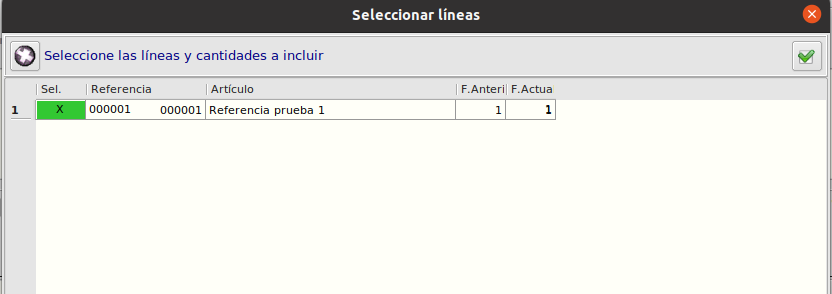 Seleccionar líneas
Seleccione las líneas y cantidades a incluir
Sel. Referencia Artículo F.Anteri F.Actua
1 X 000001 000001 Referencia prueba 1 1 1